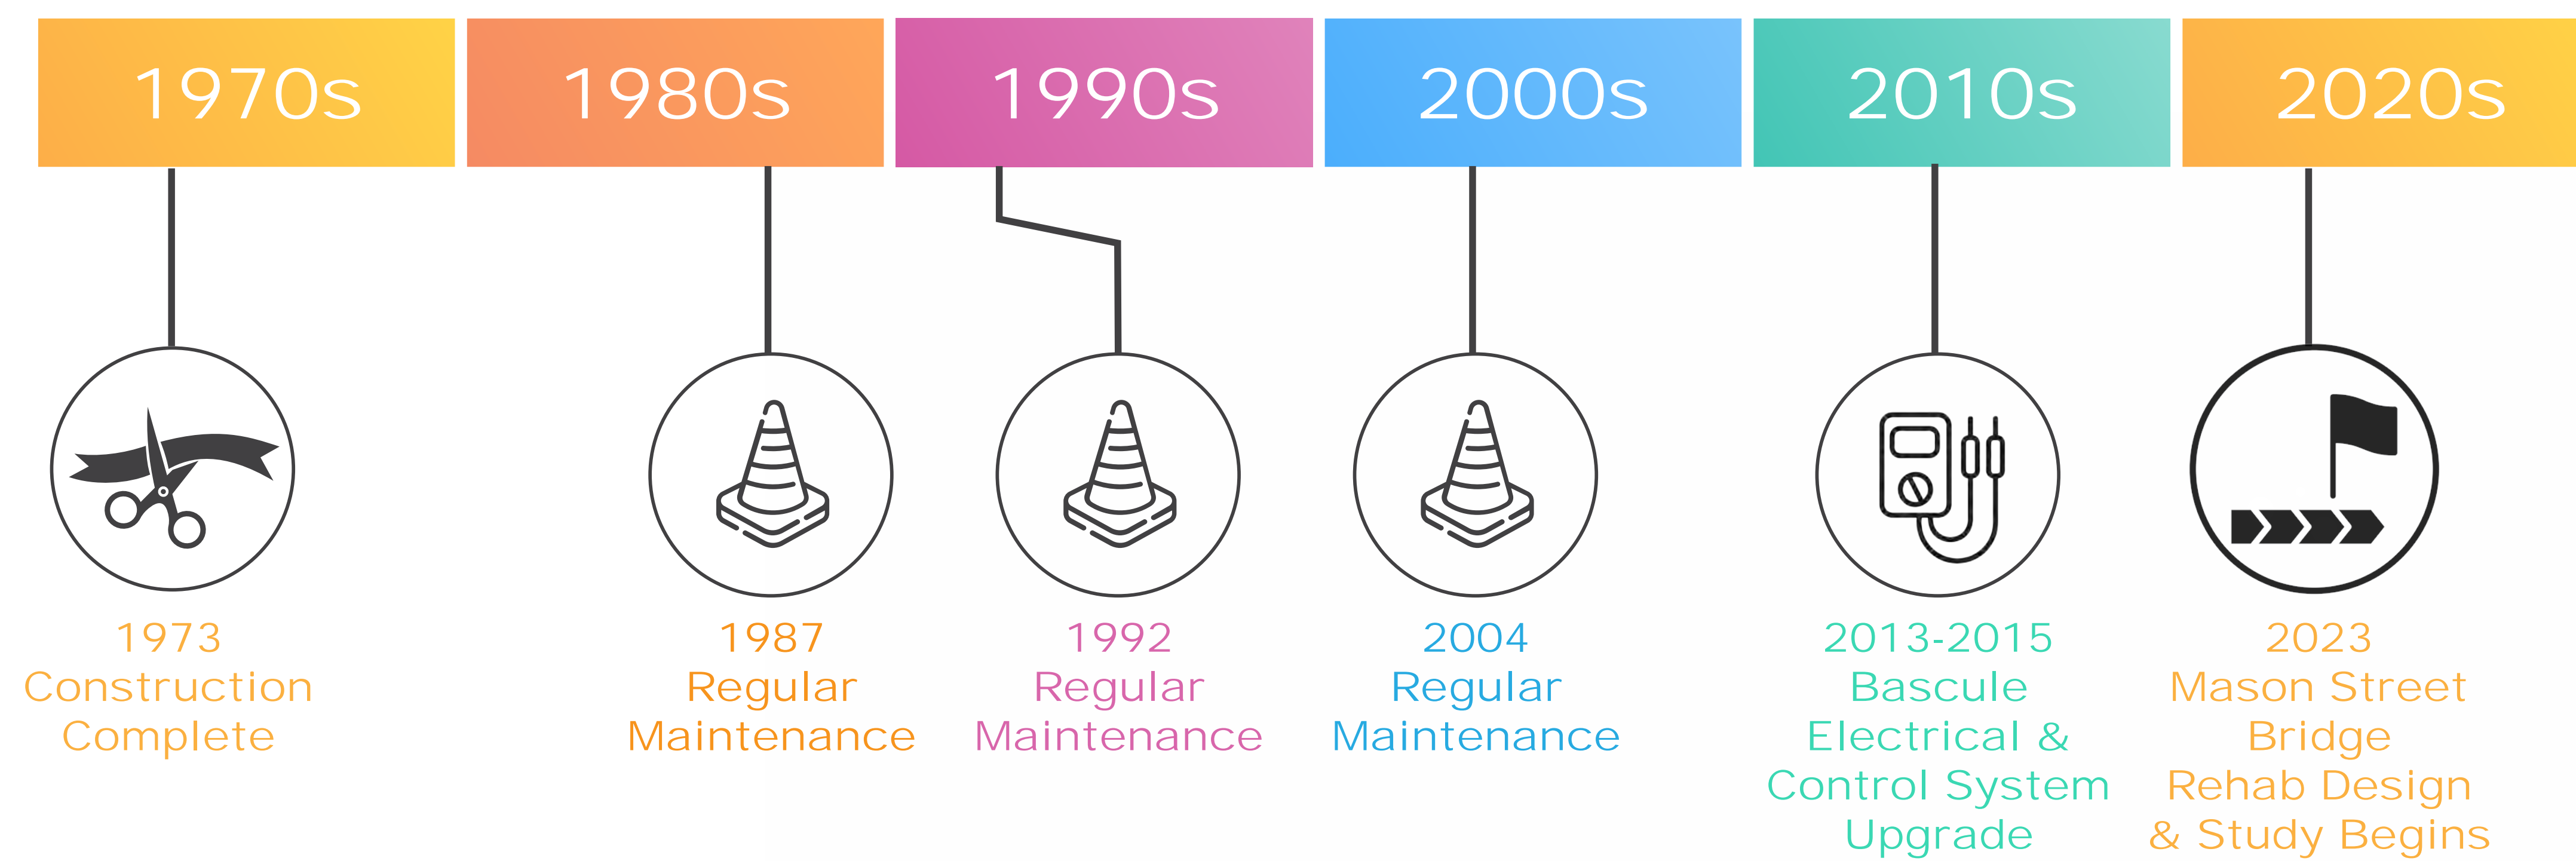 1970s
1980s
1990s
2000s
2010s
2020s
1973
Construction
Complete
1987
Regular
Maintenance
1992
Regular
Maintenance
2004
Regular
Maintenance
2013-2015
Bascule
Electrical &
Control System
Upgrade
2023
Mason Street
Bridge
Rehab Design
& Study Begins